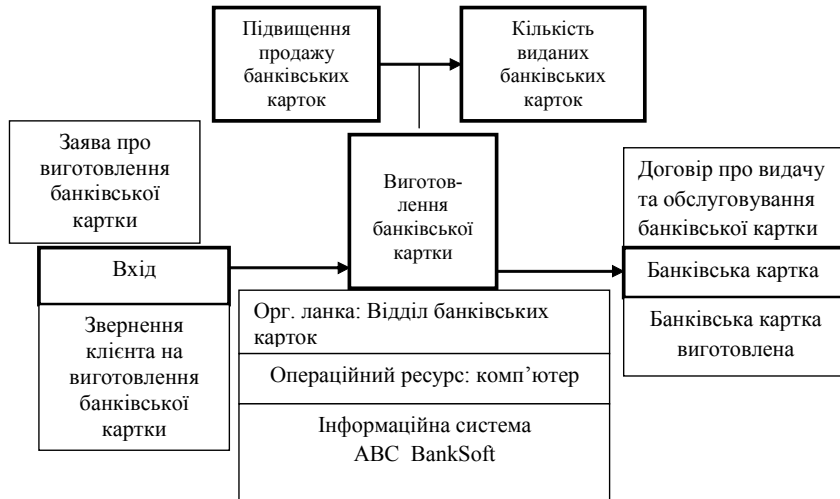 Підвищення
продажу
банківських
карток
Кількість
виданих
банківських
карток
Заява про
виготовлення
банківської
картки
Вхід
Звернення
клієнта на
виготовлення
банківської
картки
Виготов-
лення
банківської
картки
Орг. ланка: Відділ банківських
карток
Операційний ресурс: комп’ютер
Інформаційна система
АВС BankSoft
Договір про видачу
та обслуговування
банківської картки
Банківська картка
Банківська картка
виготовлена